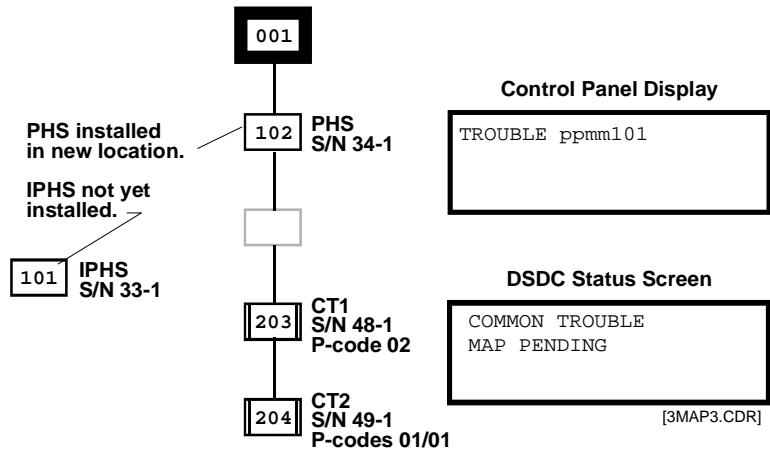 001
PHS installed
in new location.
102
PHS
S/N 34-1
IPHS not yet
installed.
101
IPHS
S/N 33-1
203
CT1
S/N 48-1
P-code 02
204
CT2
S/N 49-1
P-codes 01/01
Control Panel Display
TROUBLE ppmm101
DSDC Status Screen
COMMON TROUBLE
MAP PENDING
[3MAP3.CDR]